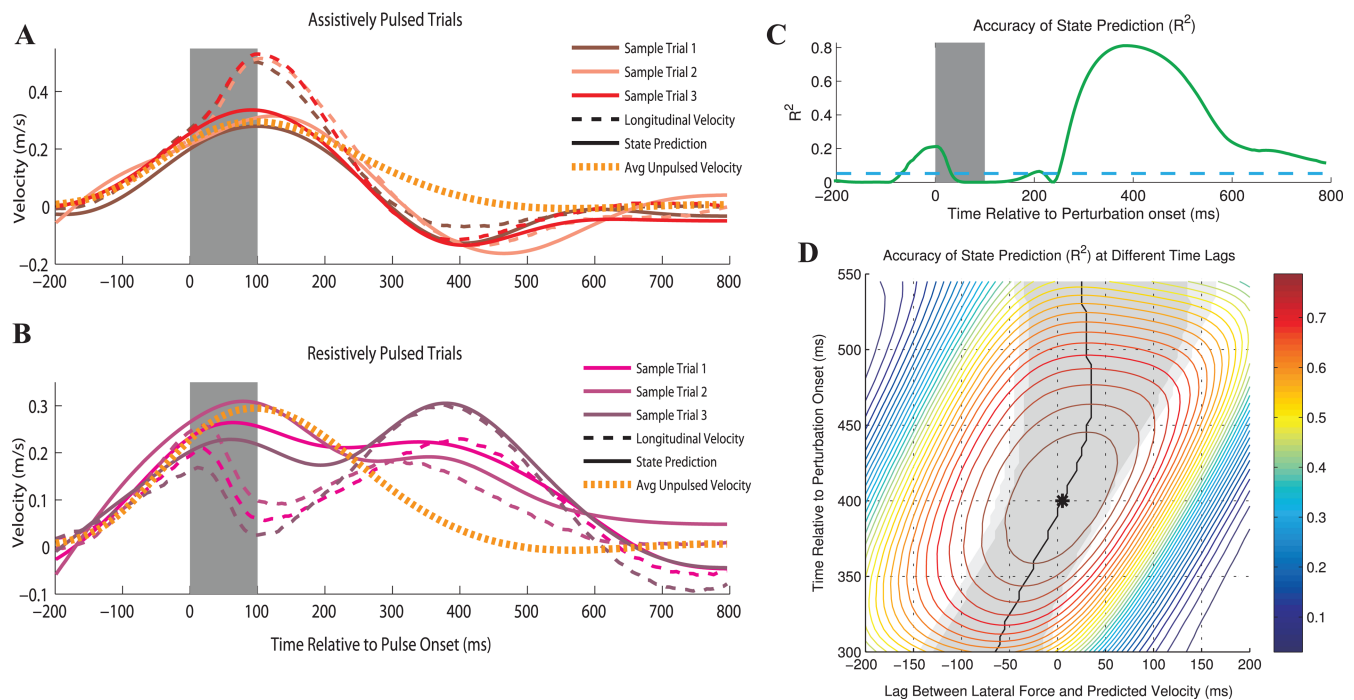 A
Assistively Pulsed Trials
Velocity (m/s)
0.4
0.2
0
−0.2
−200 −100 0 100 200 300 400 500 600 700 800
Sample Trial 1
Sample Trial 2
Sample Trial 3
Longitudinal Velocity
State Prediction
Avg Unpulsed Velocity
B
Resistively Pulsed Trials
Velocity (m/s)
0.3
0.2
0.1
0
−0.1
−200 −100 0 100 200 300 400 500 600 700 800
Time Relative to Pulse Onset (ms)
Sample Trial 1
Sample Trial 2
Sample Trial 3
Longitudinal Velocity
State Prediction
Avg Unpulsed Velocity
C
Accuracy of State Prediction (R²)
R²
0.8
0.6
0.4
0.2
0
−200 0 200 400 600 800
Time Relative to Perturbation onset (ms)
D
Accuracy of State Prediction (R²) at Different Time Lags
Time Relative to Perturbation Onset (ms)
550
500
450
400
350
300
−200 −150 −100 −50 0 50 100 150 200
Lag Between Lateral Force and Predicted Velocity (ms)
0.7
0.6
0.5
0.4
0.3
0.2
0.1